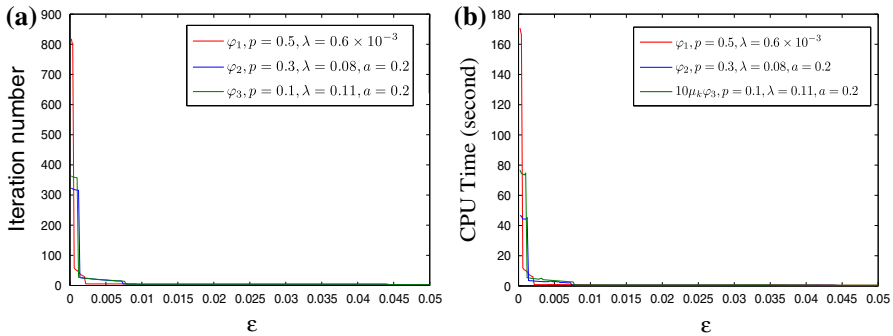 (a)
Iteration number
900
800
700
600
500
400
300
200
100
0
φ₁, p = 0.5, λ = 0.6 × 10⁻³
φ₂, p = 0.3, λ = 0.08, a = 0.2
φ₃, p = 0.1, λ = 0.11, a = 0.2
0 0.005 0.01 0.015 0.02 0.025 0.03 0.035 0.04 0.045 0.05
ε
(b)
CPU Time (second)
180
160
140
120
100
80
60
40
20
0
φ₁, p = 0.5, λ = 0.6 × 10⁻³
φ₂, p = 0.3, λ = 0.08, a = 0.2
10μₖφ₃, p = 0.1, λ = 0.11, a = 0.2
0 0.005 0.01 0.015 0.02 0.025 0.03 0.035 0.04 0.045 0.05
ε